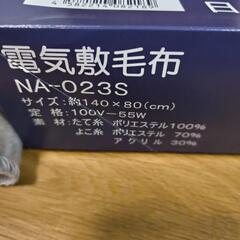 電気敷毛布
NA-023S
サイズ：約140×80(cm)
定格：100V－55W
素材：たて糸 ポリエステル100%
よこ糸 ポリエステル 70%
アクリル 30%